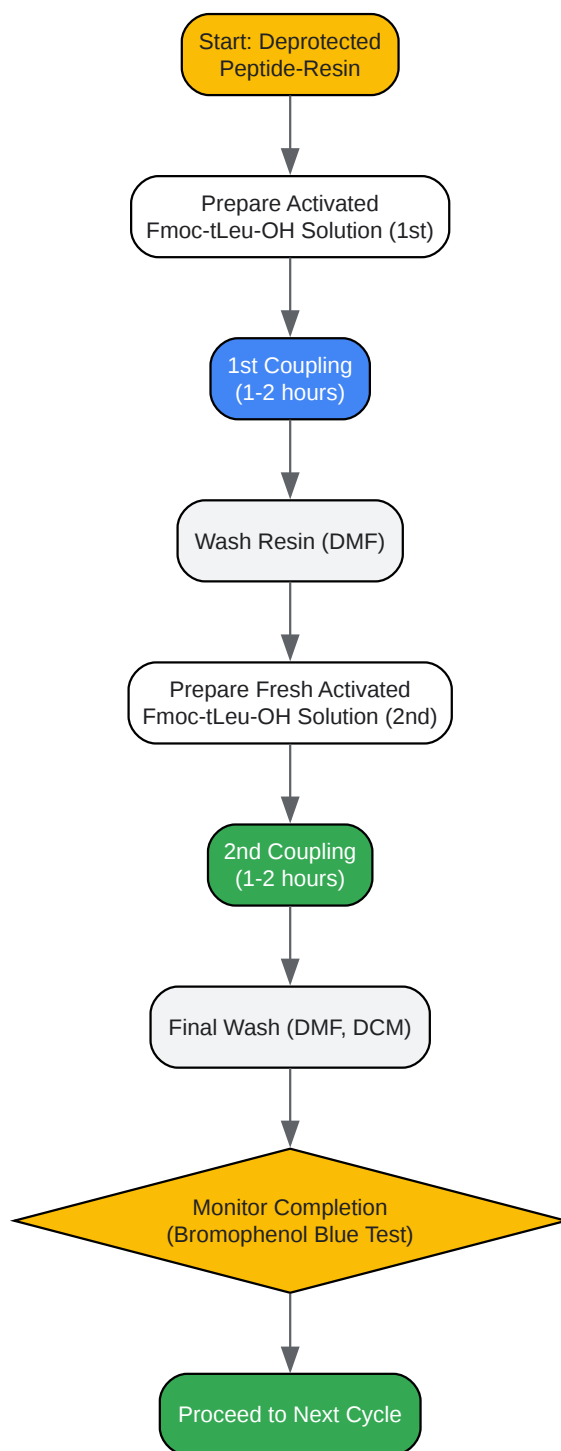 Start: Deprotected
Peptide-Resin
Prepare Activated
Fmoc-tLeu-OH Solution (1st)
1st Coupling
(1-2 hours)
Wash Resin (DMF)
Prepare Fresh Activated
Fmoc-tLeu-OH Solution (2nd)
2nd Coupling
(1-2 hours)
Final Wash (DMF, DCM)
Monitor Completion
(Bromophenol Blue Test)
Proceed to Next Cycle